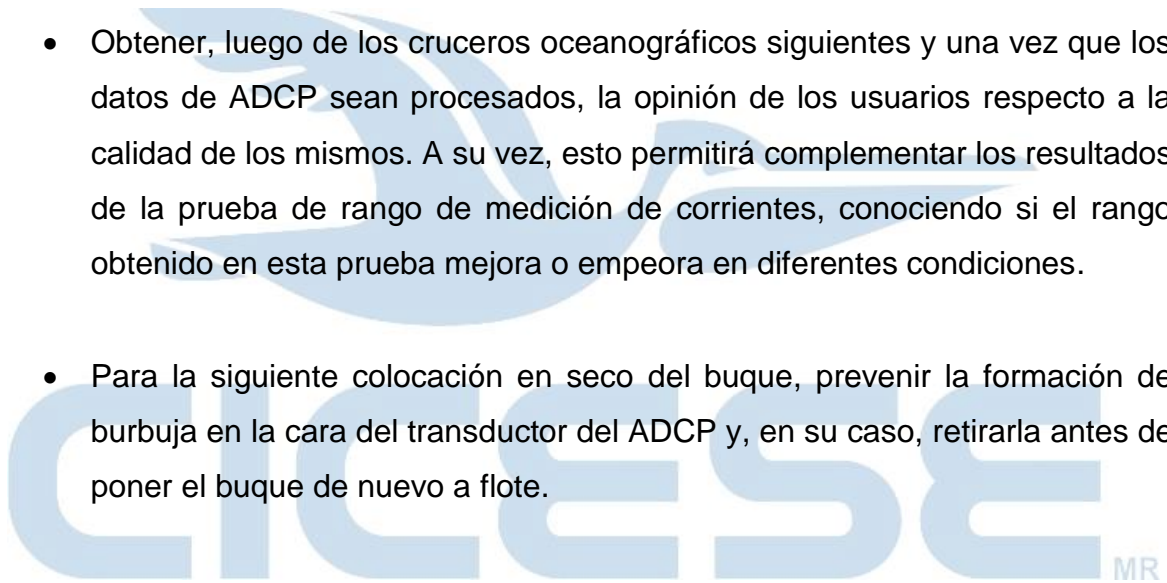 • Obtener, luego de los cruceros oceanográficos siguientes y una vez que los
datos de ADCP sean procesados, la opinión de los usuarios respecto a la
calidad de los mismos. A su vez, esto permitirá complementar los resultados
de la prueba de rango de medición de corrientes, conociendo si el rango
obtenido en esta prueba mejora o empeora en diferentes condiciones.
• Para la siguiente colocación en seco del buque, prevenir la formación de
burbuja en la cara del transductor del ADCP y, en su caso, retirarla antes de
poner el buque de nuevo a flote.
CICESE
MR